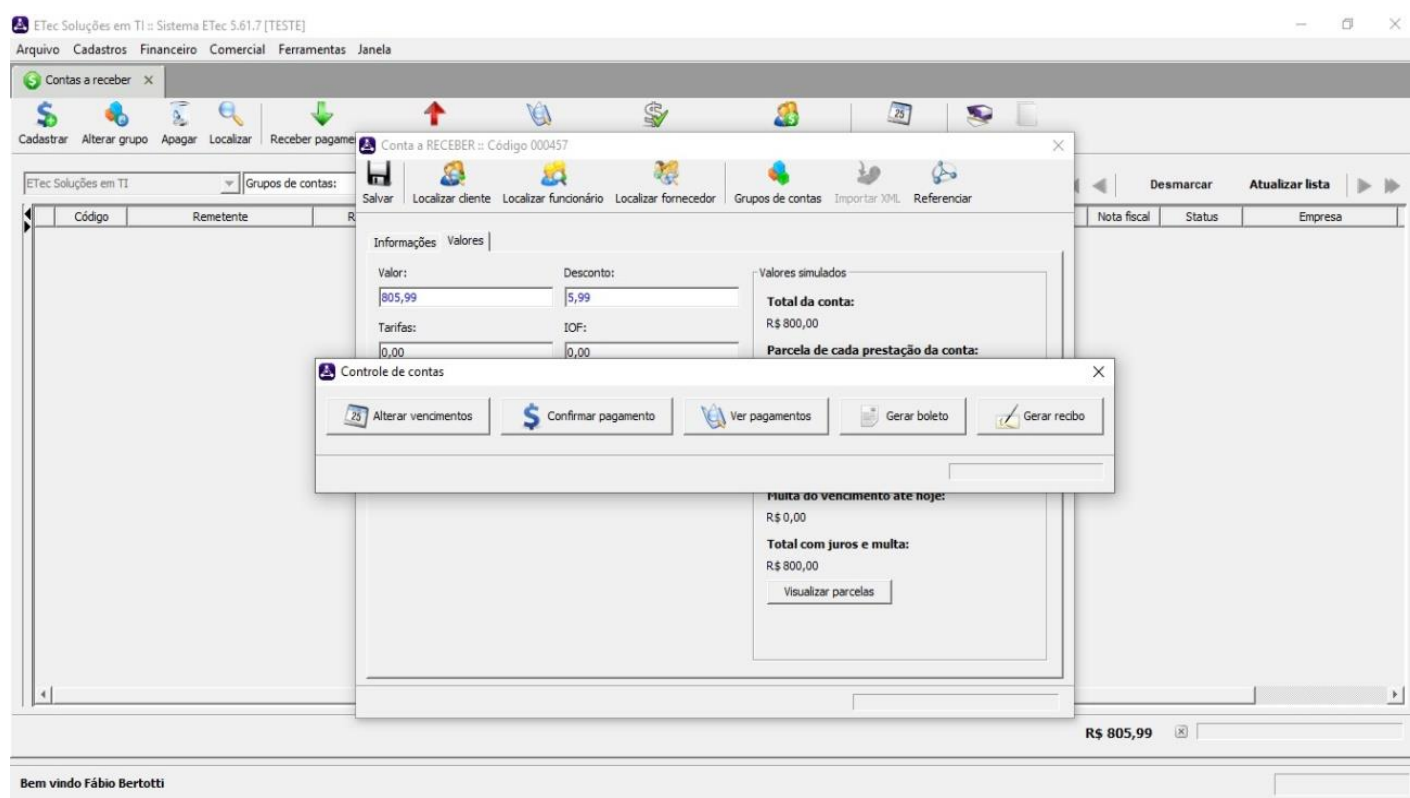 ETec Soluções em TI :: Sistema ETec 5.61.7 [TESTE]
Arquivo Cadastros Financeiro Comercial Ferramentas Janela
Contas a receber
Cadastrar Alterar grupo Apagar Localizar Receber pagame
Conta a RECEBER :: Código 000457
ETec Soluções em TI Grupos de contas:
Salvar Localizar cliente Localizar funcionário Localizar fornecedor Grupos de contas Importar XML Referenciar
Desmarcar Atualizar lista
Código Remetente R Nota fiscal Status Empresa
Informações Valores
Valor: Desconto: Valores simulados
805,99 5,99 Total da conta:
R$ 800,00
Tarifas: IOF:
0,00 0,00 Parcela de cada prestação da conta:
Controle de contas
25 Alterar vencimentos Confirmar pagamento Ver pagamentos Gerar boleto Gerar recibo
Multa do vencimento até hoje:
R$ 0,00
Total com juros e multa:
R$ 800,00
Visualizar parcelas
R$ 805,99
Bem vindo Fábio Bertotti